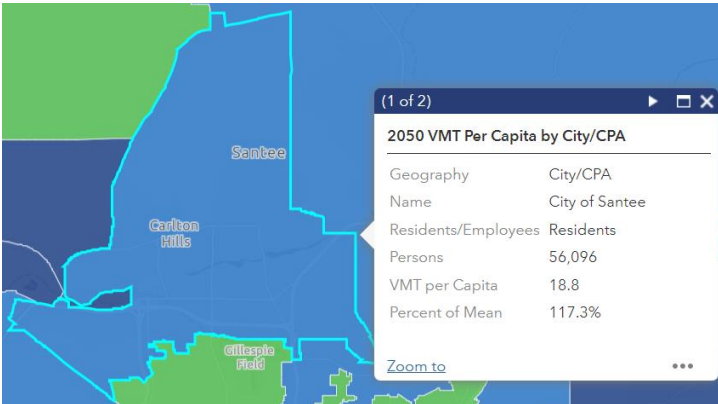 Santee
Carlton
Hills
Gillespie
Field
(1 of 2)
2050 VMT Per Capita by City/CPA
Geography City/CPA
Name City of Santee
Residents/Employees Residents
Persons 56,096
VMT per Capita 18.8
Percent of Mean 117.3%
Zoom to